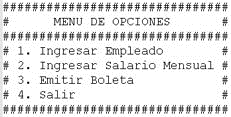 ################################
#      MENU DE OPCIONES        #
################################
# 1. Ingresar Empleado         #
# 2. Ingresar Salario Mensual  #
# 3. Emitir Boleta             #
# 4. Salir                     #
################################